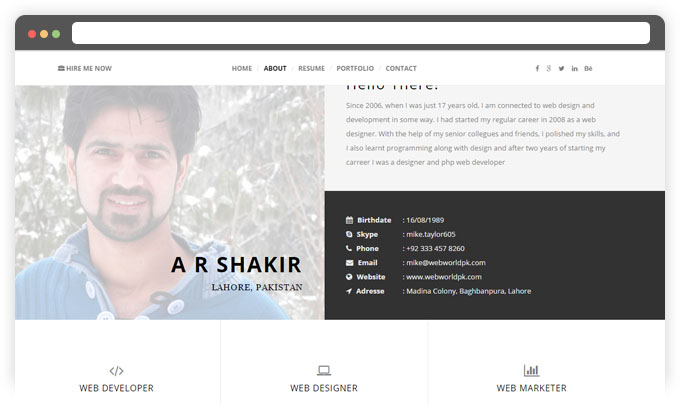 HIRE ME NOW
HOME / ABOUT / RESUME / PORTFOLIO / CONTACT
Hello There!
Since 2006, when I was just 17 years old, I am connected to web design and
development in some way. I had started my regular career in 2008 as a web
designer. With the help of my senior collegues and friends, I polished my skills, and
I also learnt programming along with design and after two years of starting my
carreer I was a designer and php web developer
A R SHAKIR
LAHORE, PAKISTAN
Birthdate : 16/08/1989
Skype : mike.taylor605
Phone : +92 333 457 8260
Email : mike@webworldpk.com
Website : www.webworldpk.com
Adresse : Madina Colony, Baghbanpura, Lahore
WEB DEVELOPER
WEB DESIGNER
WEB MARKETER